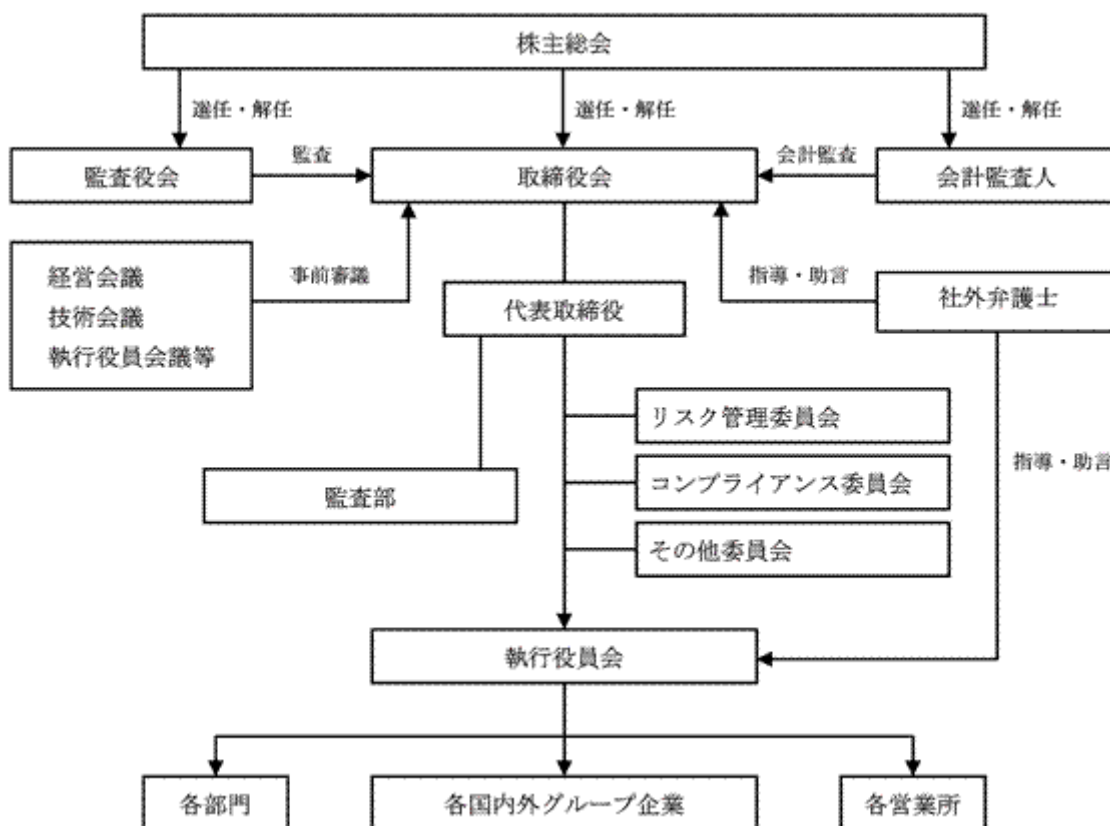 株主総会
選任・解任
選任・解任
選任・解任
監査役会
監査
取締役会
会計監査
会計監査人
経営会議
技術会議
執行役員会議等
事前審議
指導・助言
社外弁護士
代表取締役
リスク管理委員会
コンプライアンス委員会
その他委員会
監査部
指導・助言
執行役員会
各部門
各国内外グループ企業
各営業所